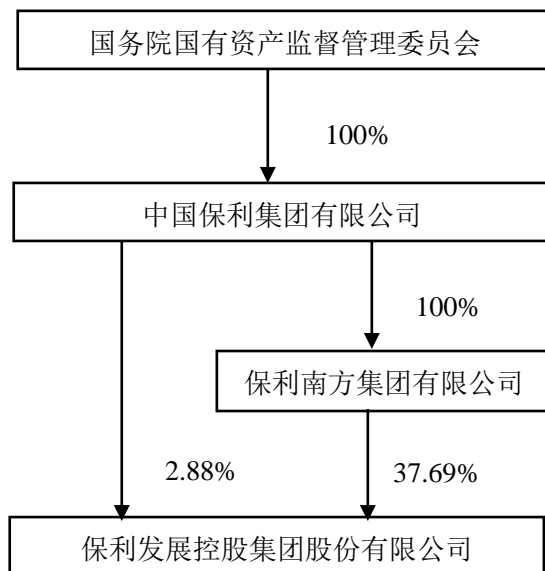 国务院国有资产监督管理委员会
100%
中国保利集团有限公司
100%
保利南方集团有限公司
2.88%
37.69%
保利发展控股集团股份有限公司